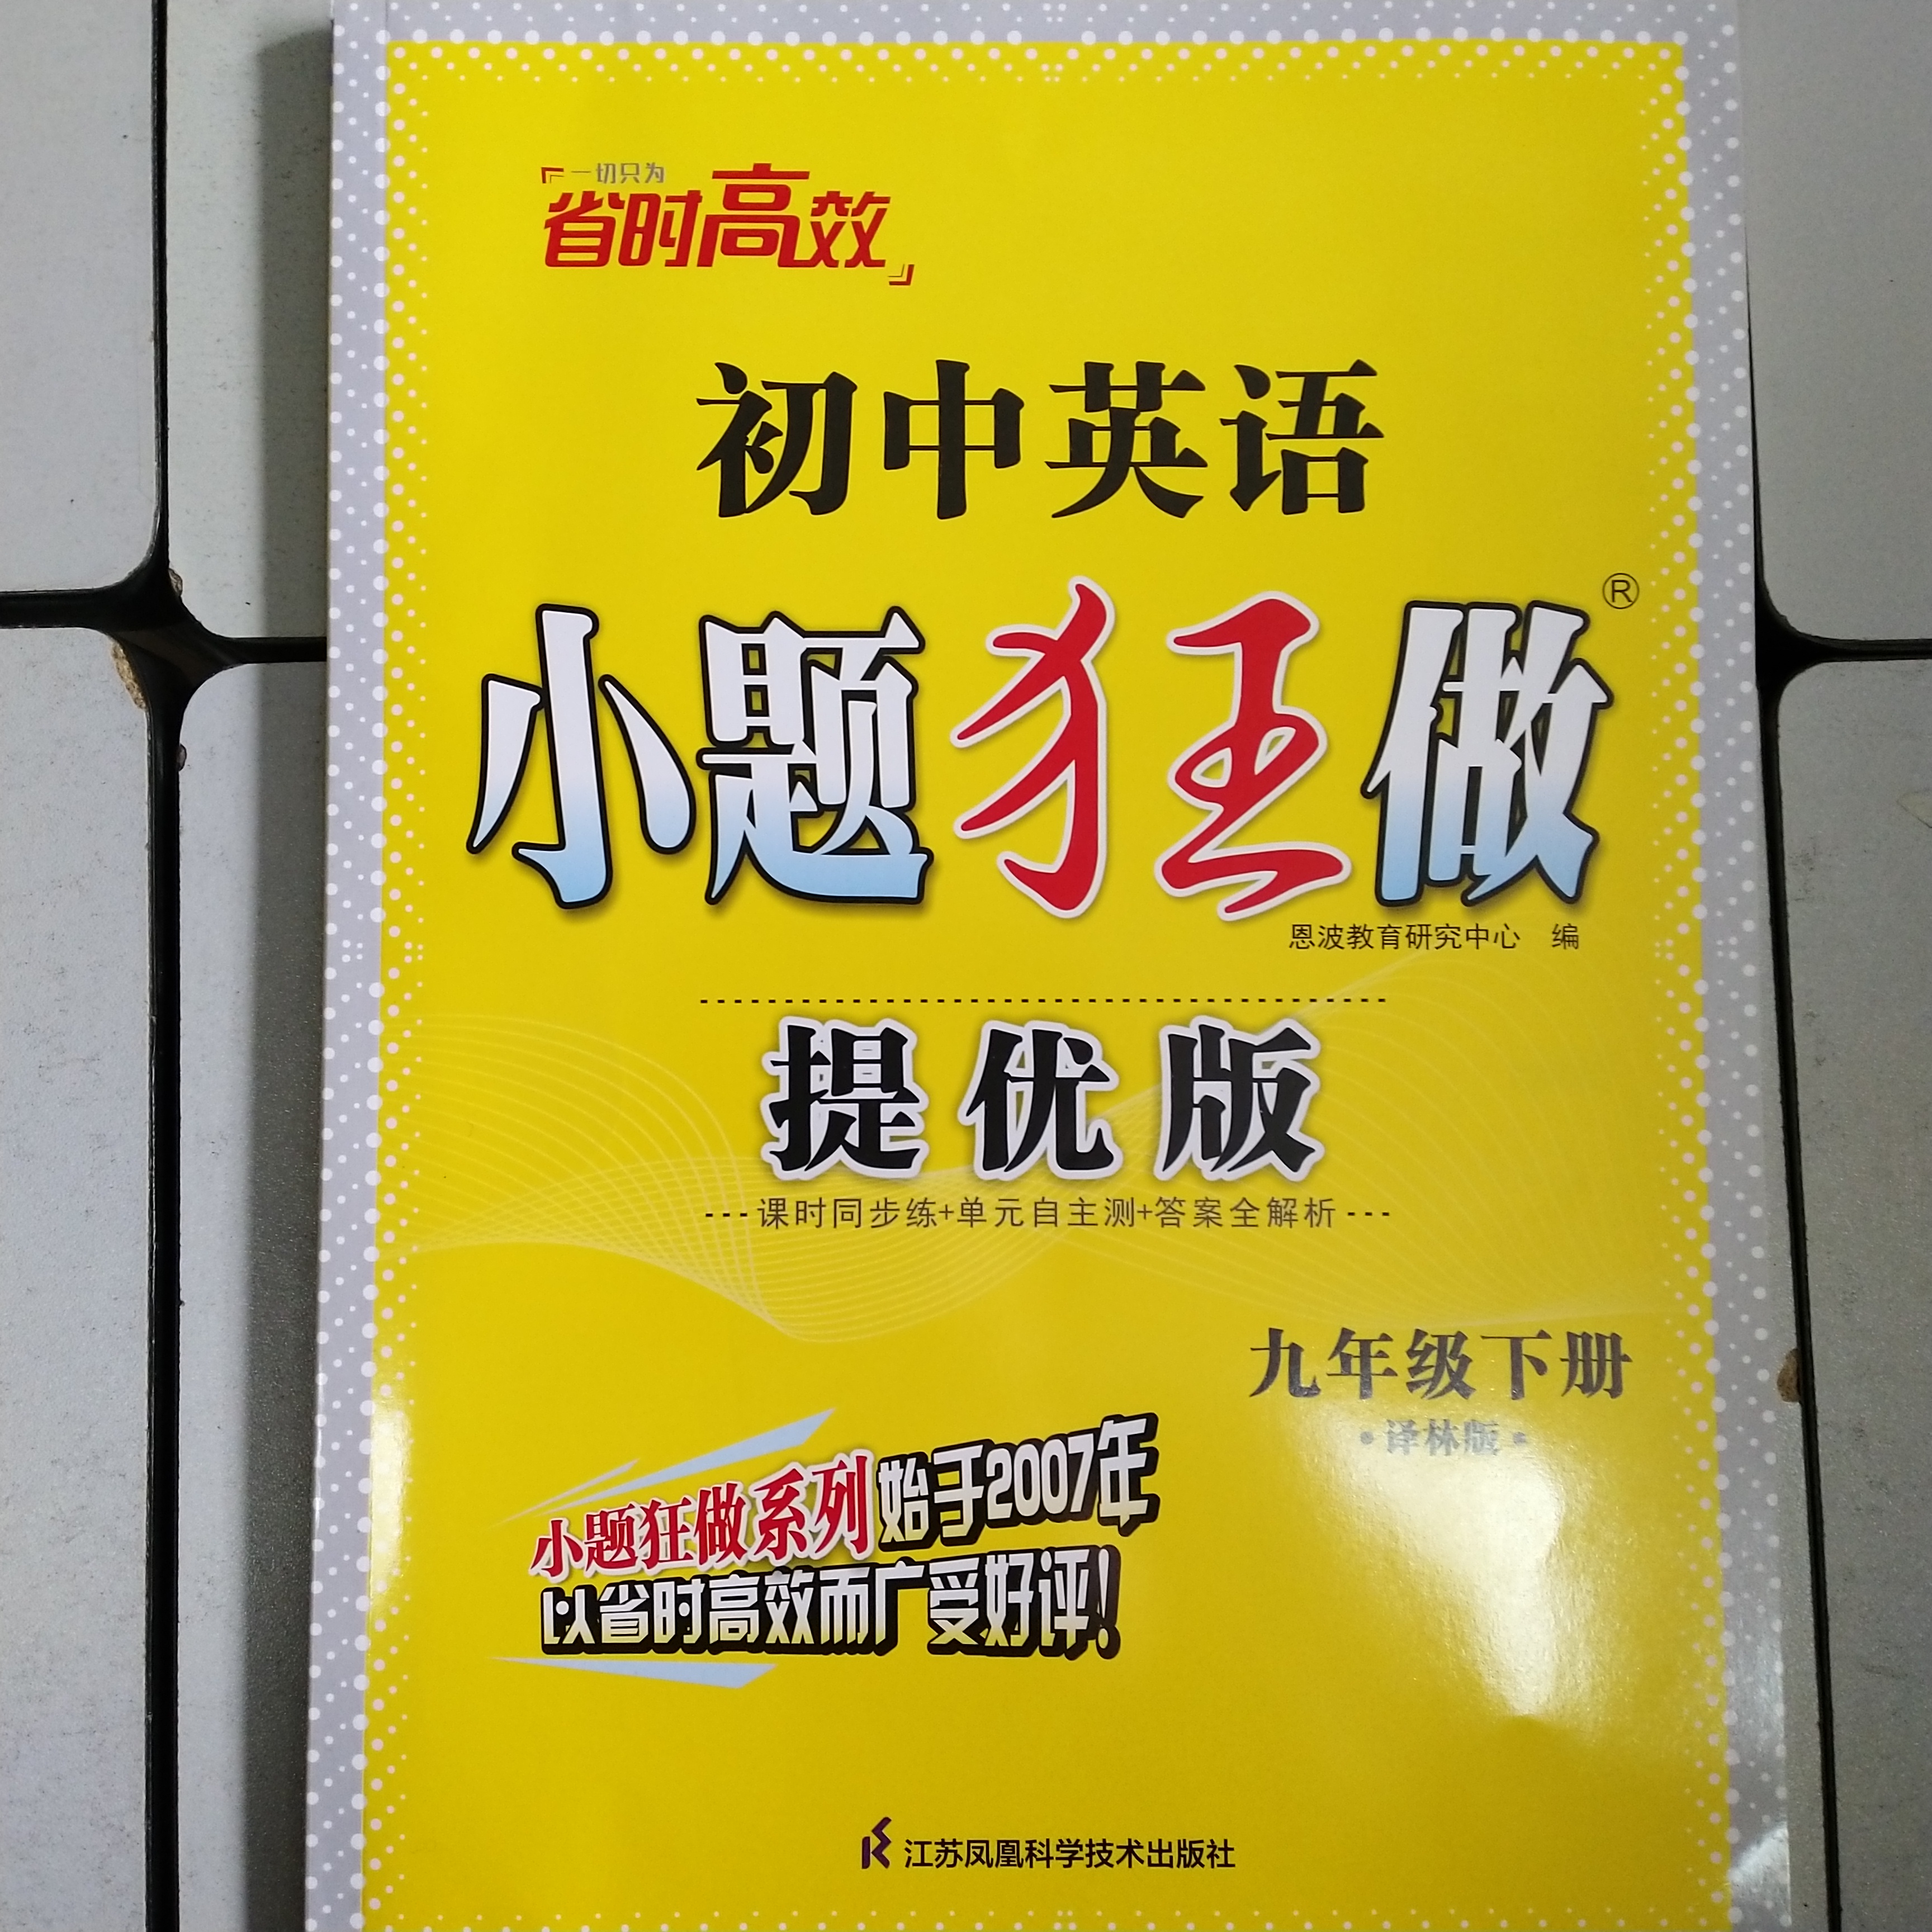 一切只为
省时高效
初中英语
小题狂做®
恩波教育研究中心 编
提优版
课时同步练+单元自主测+答案全解析
九年级下册
·译林版·
小题狂做系列始于2007年
以省时高效而广受好评!
江苏凤凰科学技术出版社